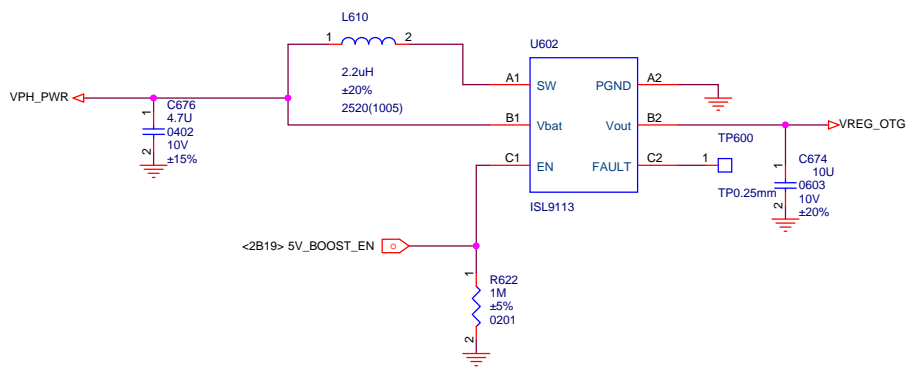 L610
1 2
2.2uH
±20%
2520(1005)
U602
A1 SW PGND A2
B1 Vbat Vout B2
C1 EN FAULT C2
ISL9113
VPH_PWR
1 C676
4.7U
0402
2 10V
±15%
VREG_OTG
TP600
1
TP0.25mm
1 C674
10U
0603
2 10V
±20%
<2B19> 5V_BOOST_EN
1 R622
1M
±5%
2 0201